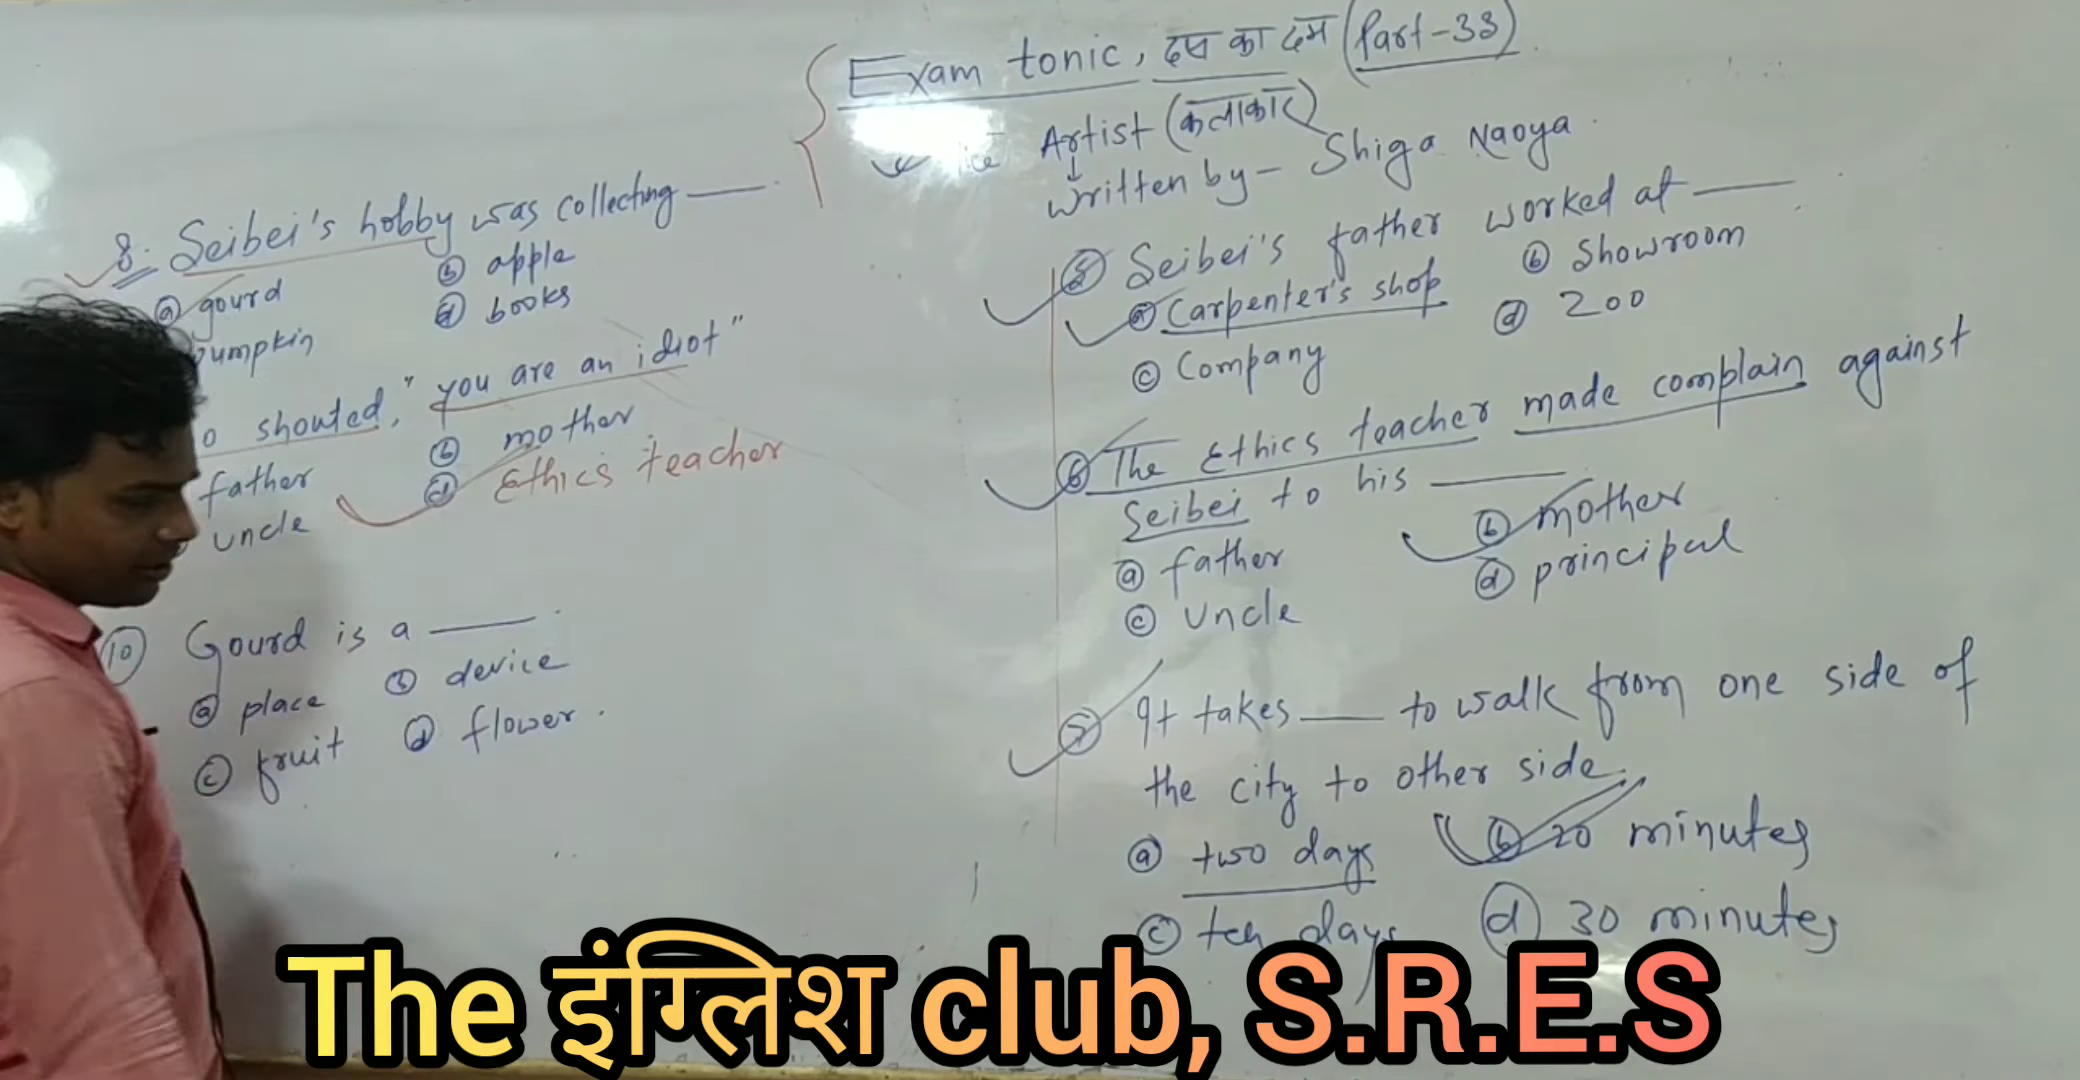 Exam tonic, दस का दम (Part-33)
Artist (कलाकार)
written by- Shiga Naoya
8. Seibei's hobby was collecting ___.
ⓐ gourd ⓑ apple
pumpkin ⓓ books
o shouted, "you are an idiot"
father ⓑ mother
uncle ⓓ Ethics teacher
⑩ Gourd is a ___.
ⓐ place ⓑ device
ⓒ fruit ⓓ flower.
Seibei's father worked at ___.
ⓐ Carpenter's shop ⓑ Showroom
ⓒ Company ⓓ Zoo
⑥ The Ethics teacher made complain against
Seibei to his ___
ⓐ father ⓑ mother
ⓒ Uncle ⓓ principal
⑦ It takes ___ to walk from one side of
the city to other side.
ⓐ two days ⓑ 20 minutes
ⓒ ten days ⓓ 30 minutes
The इंग्लिश club, S.R.E.S